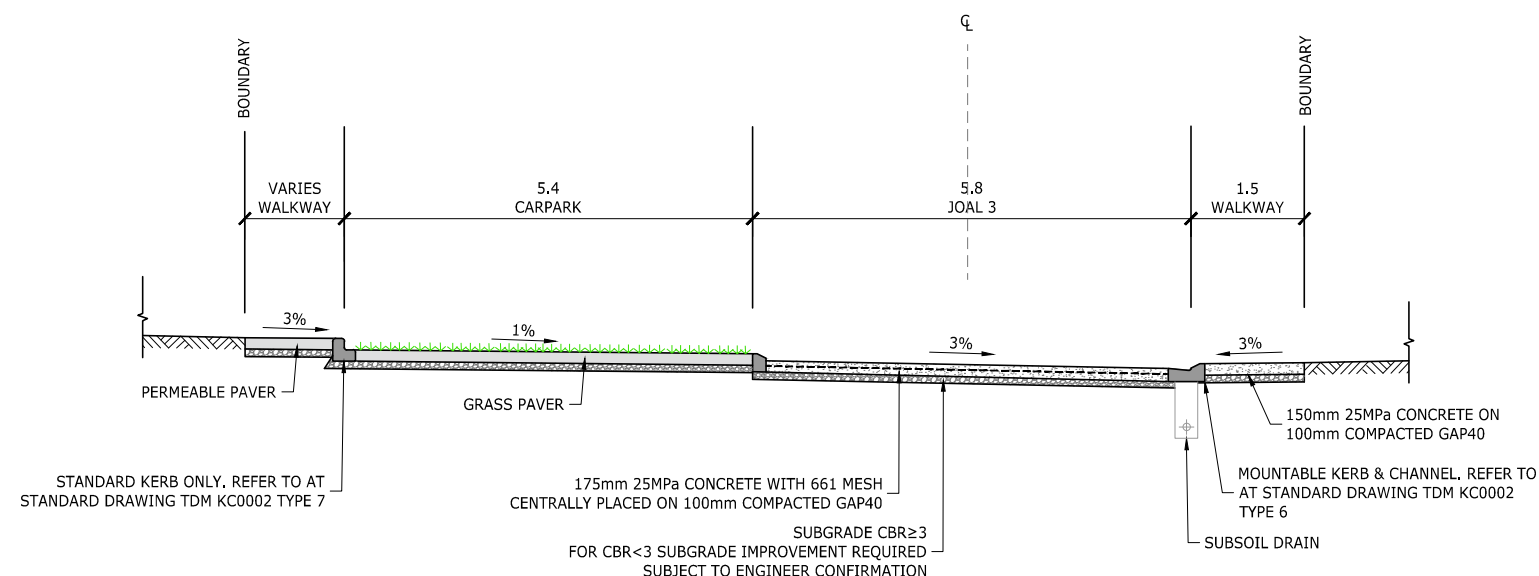 ℄
BOUNDARY
BOUNDARY
VARIES
WALKWAY
5.4
CARPARK
5.8
JOAL 3
1.5
WALKWAY
3%
1%
3%
3%
PERMEABLE PAVER
GRASS PAVER
150mm 25MPa CONCRETE ON
100mm COMPACTED GAP40
STANDARD KERB ONLY. REFER TO AT
STANDARD DRAWING TDM KC0002 TYPE 7
175mm 25MPa CONCRETE WITH 661 MESH
CENTRALLY PLACED ON 100mm COMPACTED GAP40
MOUNTABLE KERB & CHANNEL. REFER TO
AT STANDARD DRAWING TDM KC0002
TYPE 6
SUBGRADE CBR≥3
FOR CBR<3 SUBGRADE IMPROVEMENT REQUIRED
SUBJECT TO ENGINEER CONFIRMATION
SUBSOIL DRAIN